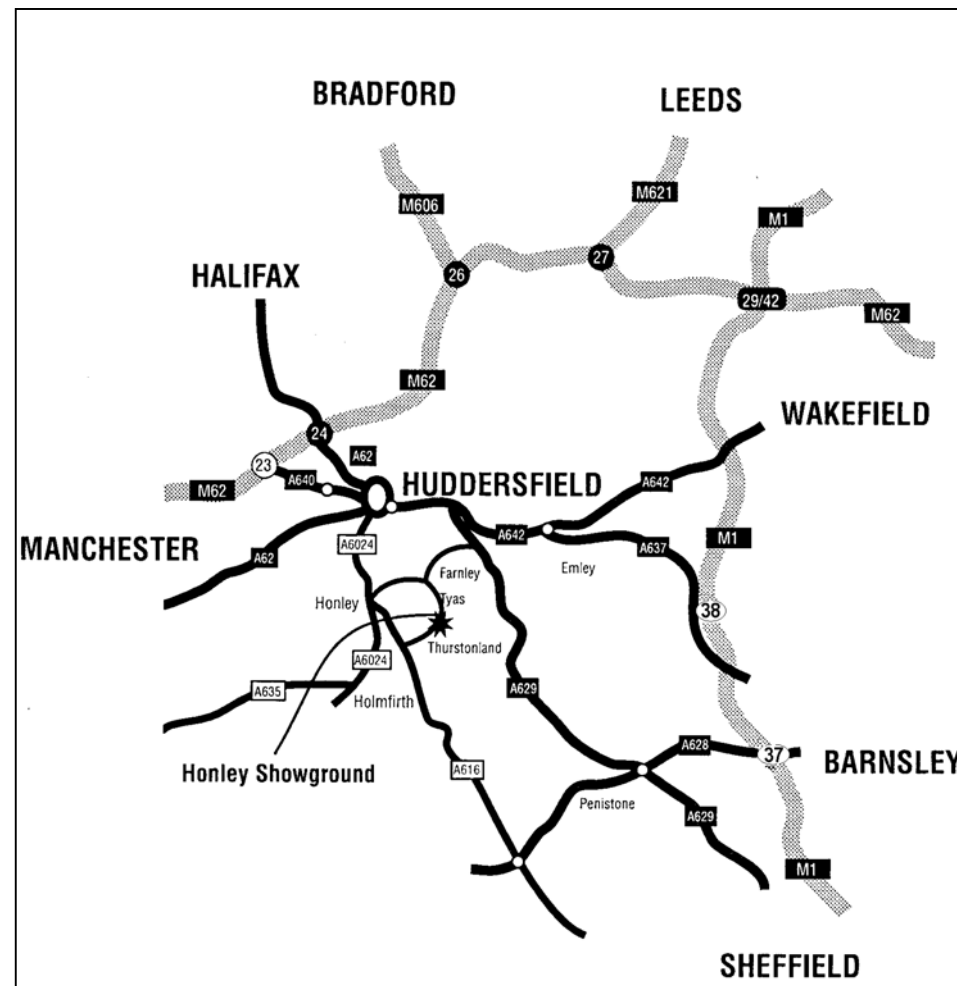 BRADFORD
LEEDS
M606
M621
M1
26
27
HALIFAX
29/42
M62
M62
WAKEFIELD
24
A62
23
A640
HUDDERSFIELD
A642
M62
A642
M1
MANCHESTER
A62
A6024
A637
Farnley
Emley
Honley
Tyas
38
Thurstonland
A6024
A635
Holmfirth
A629
A628
37
BARNSLEY
Honley Showground
A616
Penistone
A629
M1
SHEFFIELD